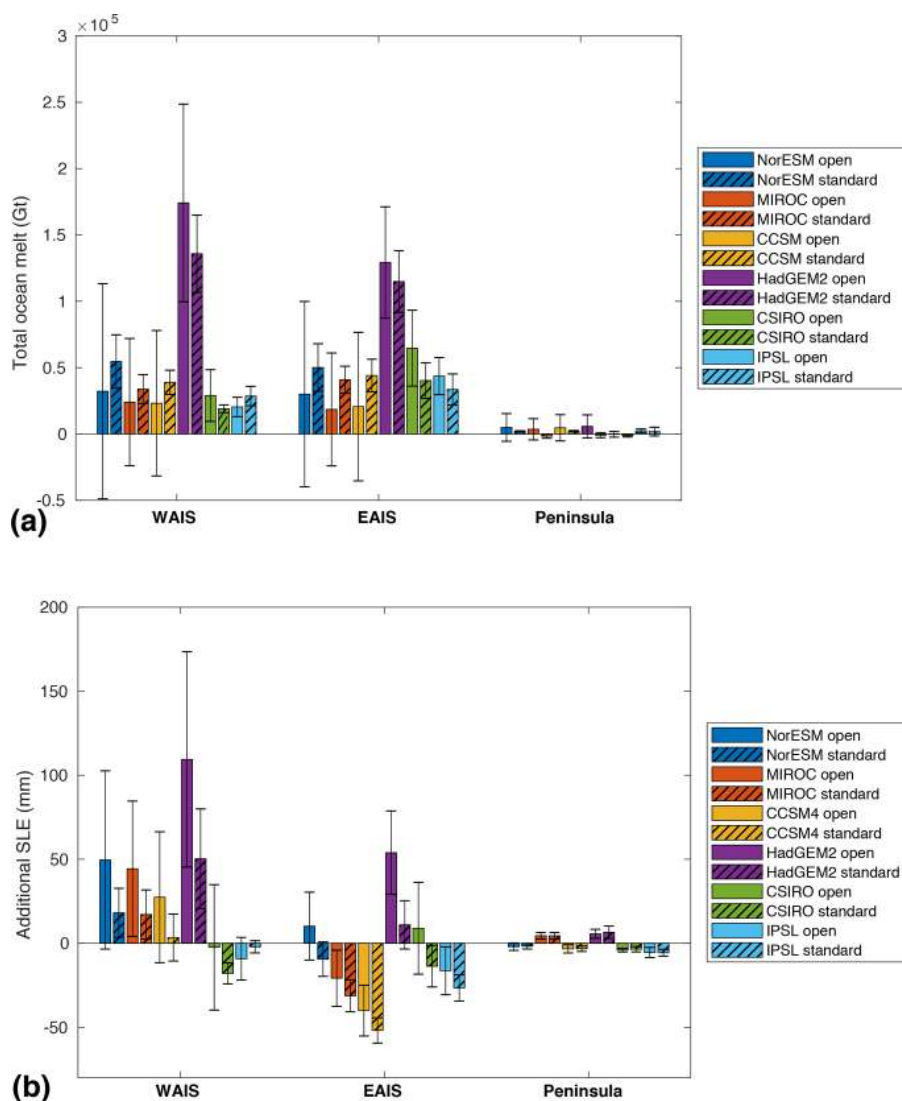 × 10⁵
3
2.5
2
1.5
1
0.5
0
-0.5
Total ocean melt (Gt)
WAIS EAIS Peninsula
(a)
NorESM open
NorESM standard
MIROC open
MIROC standard
CCSM open
CCSM standard
HadGEM2 open
HadGEM2 standard
CSIRO open
CSIRO standard
IPSL open
IPSL standard
200
150
100
50
0
-50
Additional SLE (mm)
WAIS EAIS Peninsula
(b)
NorESM open
NorESM standard
MIROC open
MIROC standard
CCSM4 open
CCSM4 standard
HadGEM2 open
HadGEM2 standard
CSIRO open
CSIRO standard
IPSL open
IPSL standard